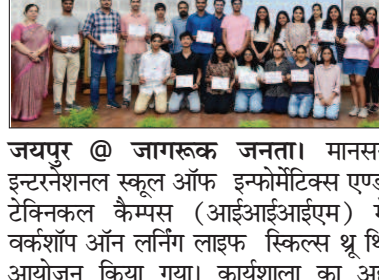 जयपुर @ जागरूक जनता। मानस
इन्टरनेशनल स्कूल ऑफ इन्फोर्मेटिक्स एण्ड
टेक्निकल कैम्पस (आईआईआईएम)
वर्कशॉप ऑन लर्निंग लाइफ स्किल्स थ्रू
आयोजन किया गया। कार्यशाला का